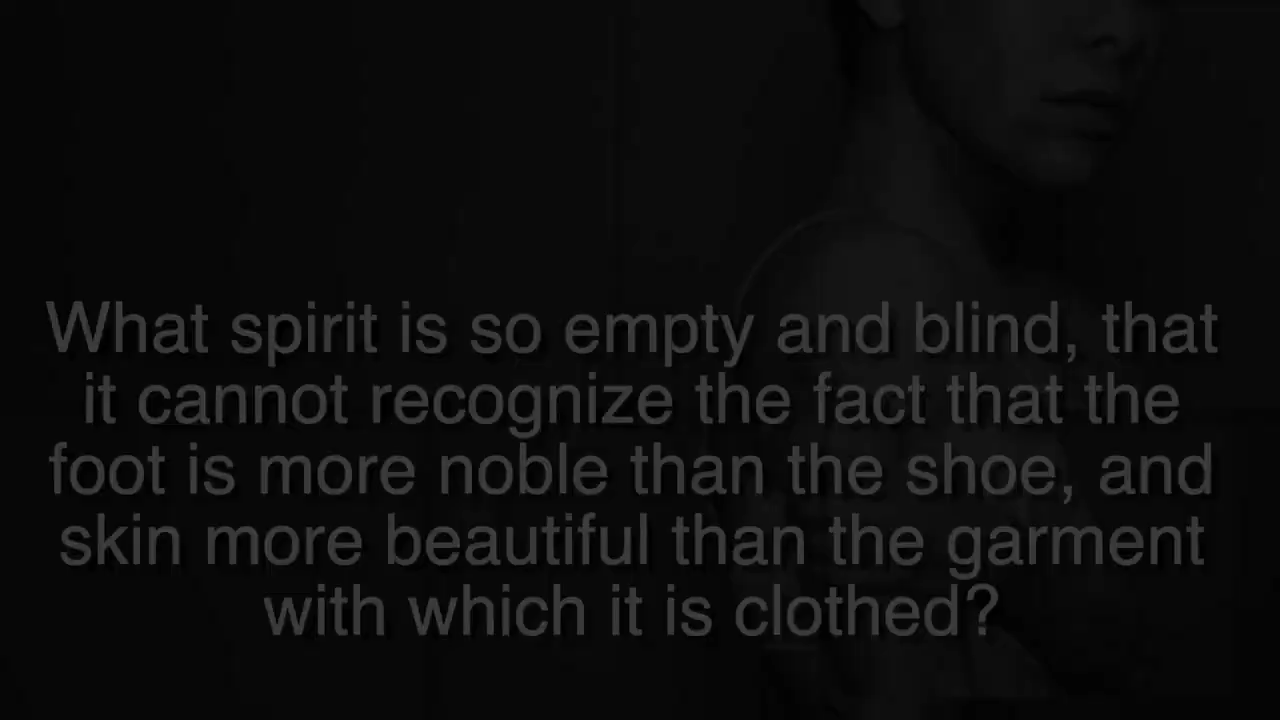 What spirit is so empty and blind, that
it cannot recognize the fact that the
foot is more noble than the shoe, and
skin more beautiful than the garment
with which it is clothed?